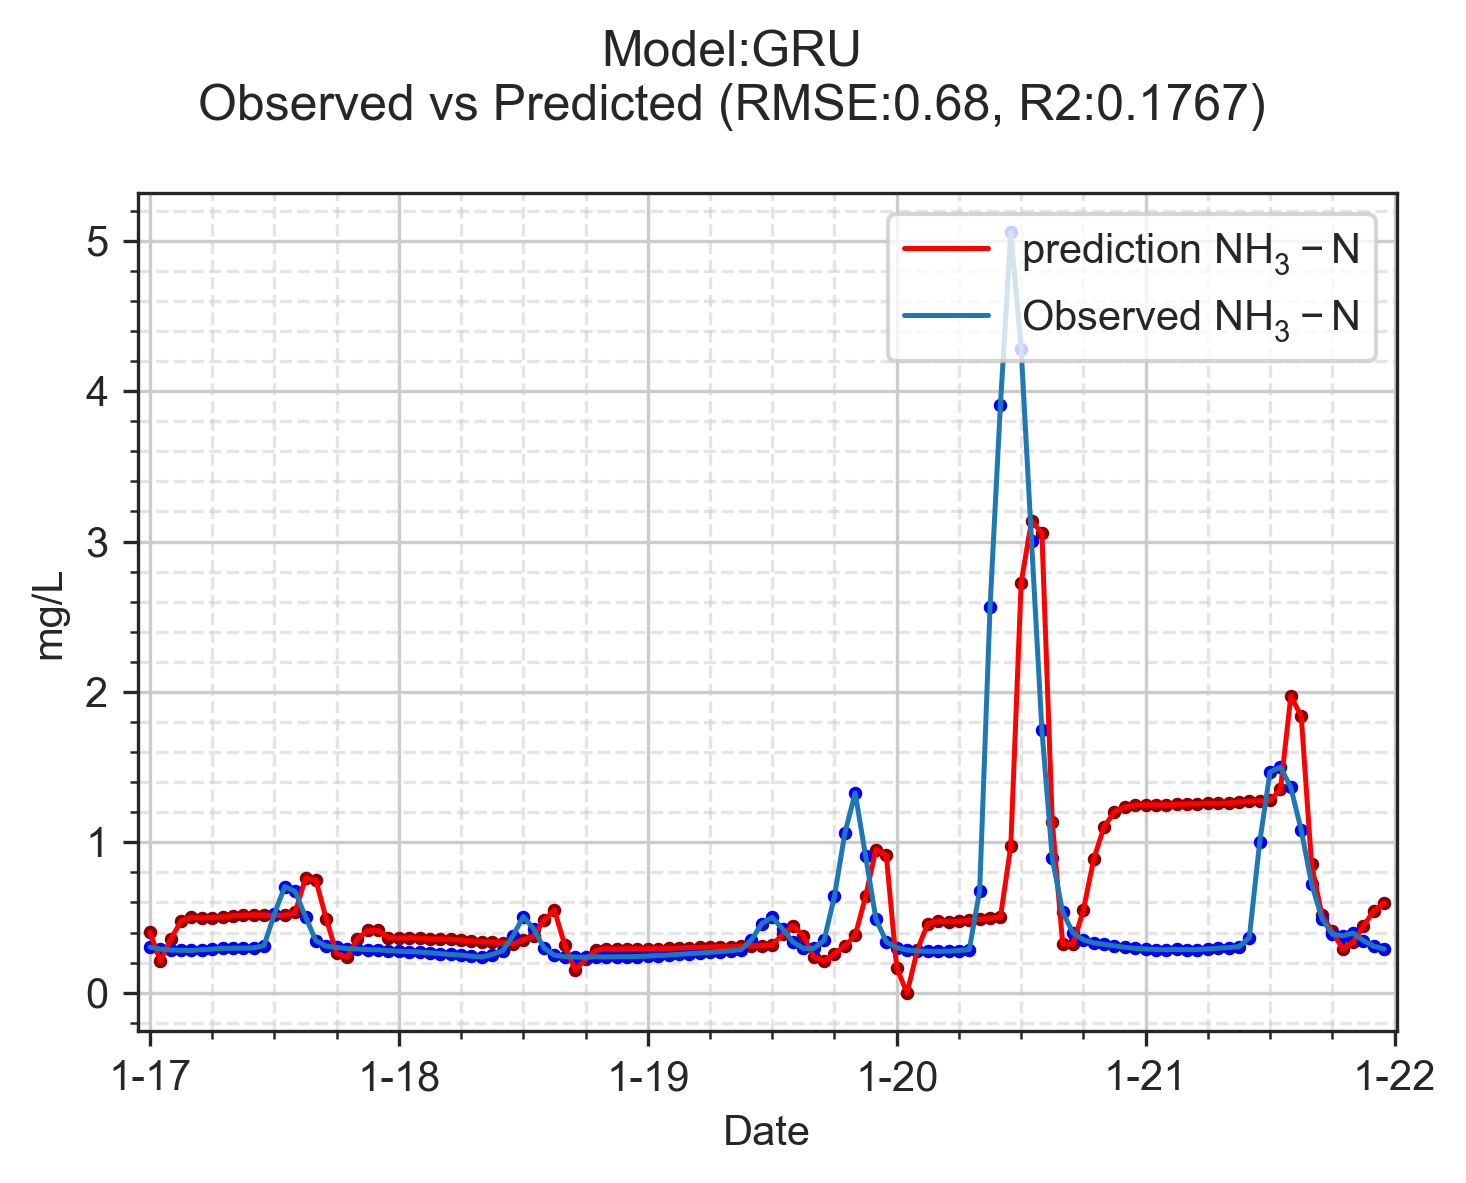 Model:GRU
Observed vs Predicted (RMSE:0.68, R2:0.1767)
prediction NH₃ − N
Observed NH₃ − N
5
4
3
2
1
0
mg/L
1-17 1-18 1-19 1-20 1-21 1-22
Date